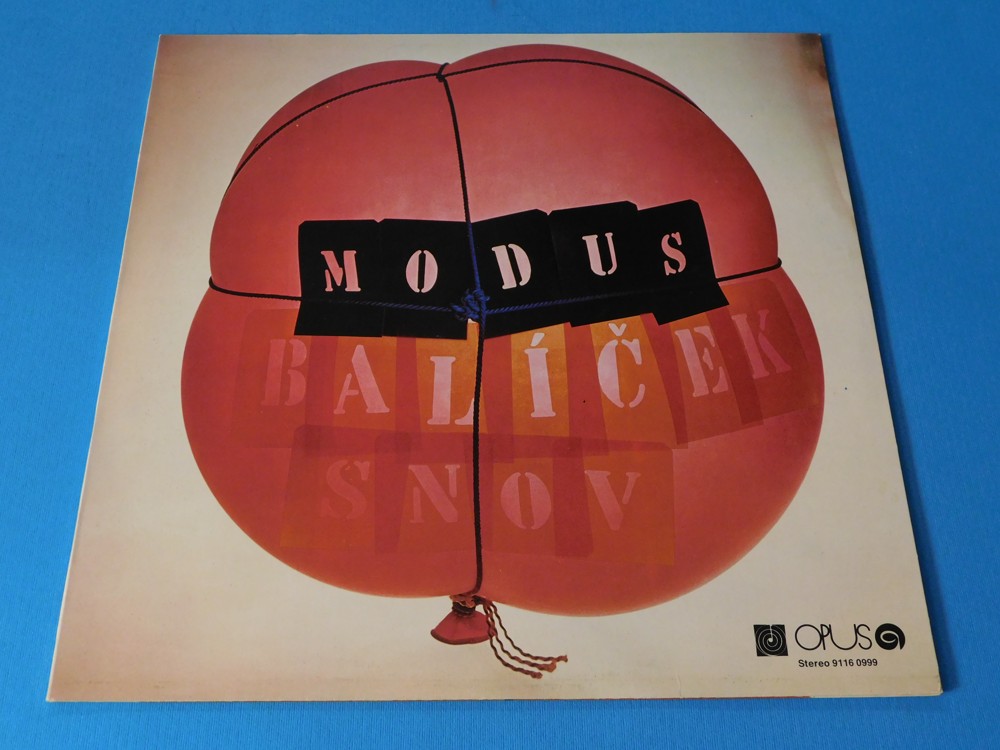 MODUS
BALÍČEK
SNOV
OPUS
Stereo 9116 0999